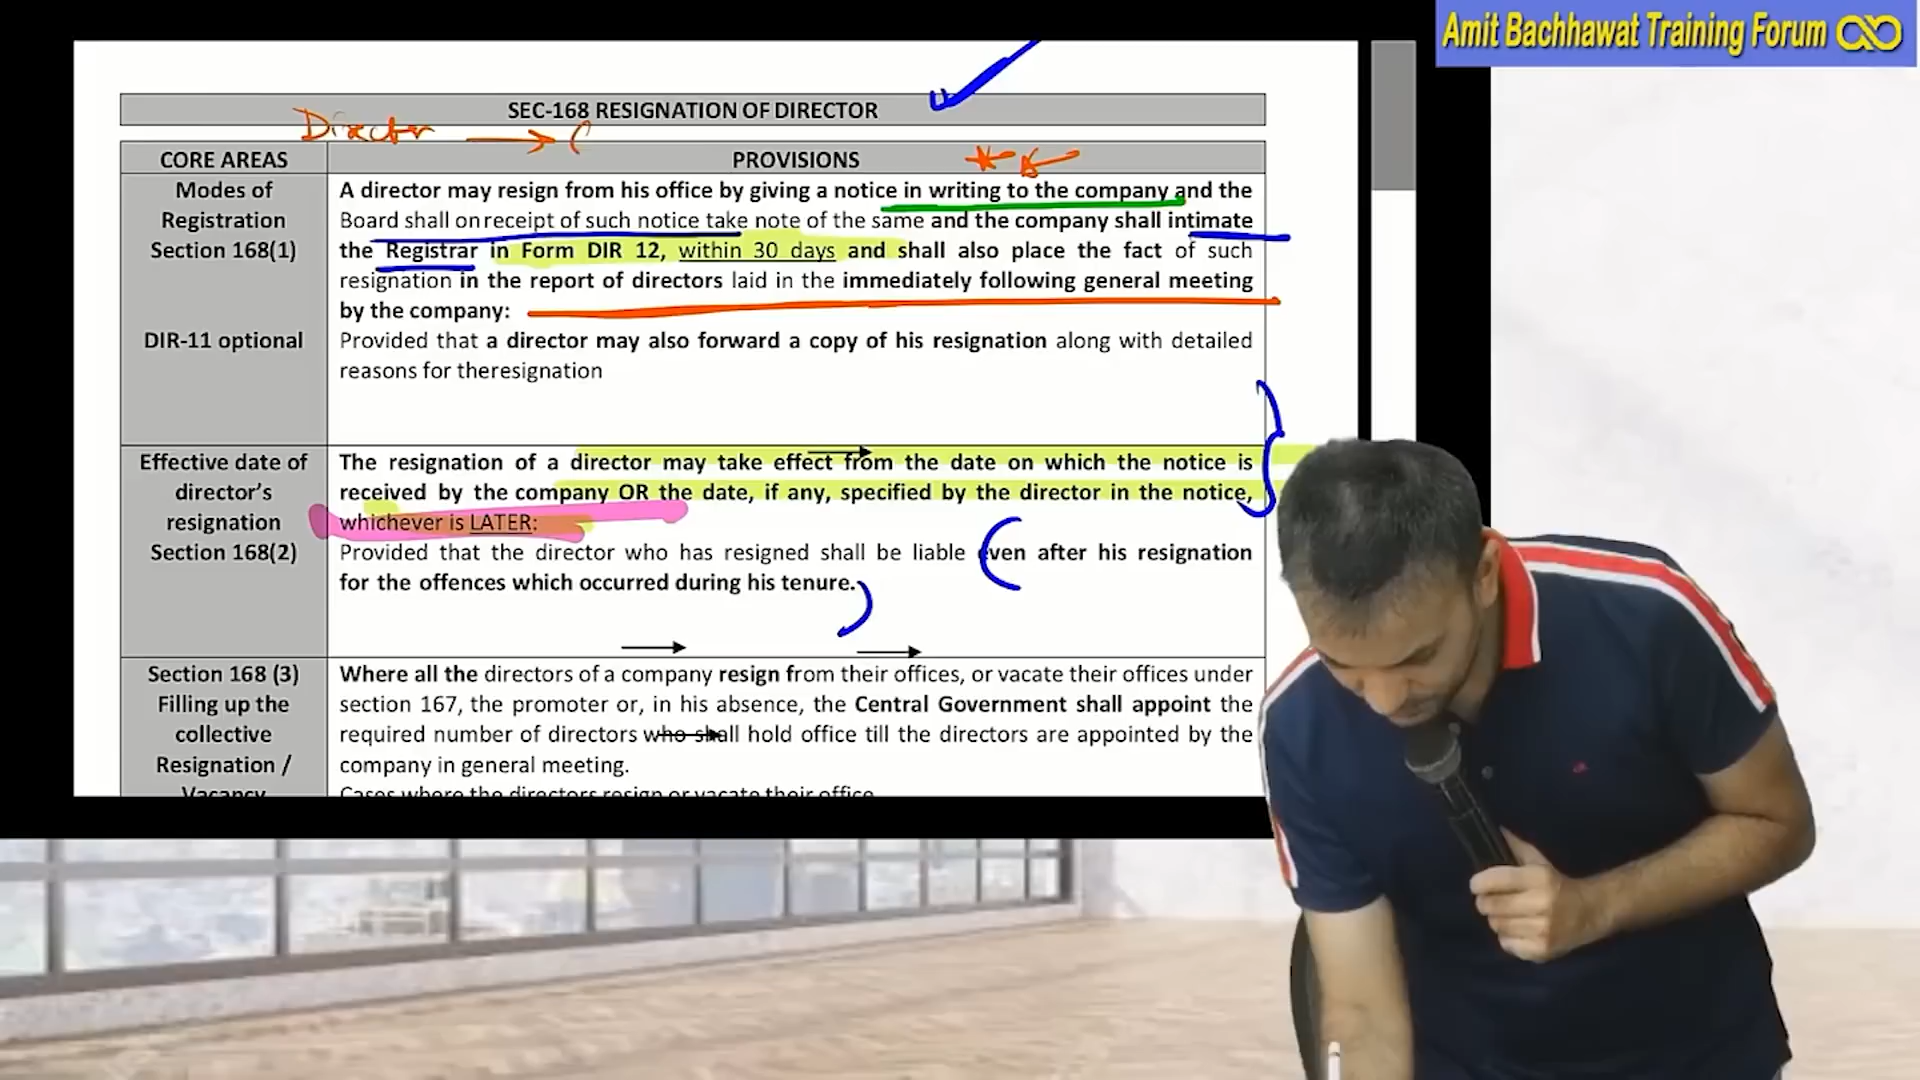 Amit Bachhawat Training Forum
SEC-168 RESIGNATION OF DIRECTOR
Director
CORE AREAS
PROVISIONS
Modes of
Registration
Section 168(1)
DIR-11 optional
A director may resign from his office by giving a notice in writing to the company and the
Board shall on receipt of such notice take note of the same and the company shall intimate
the Registrar in Form DIR 12, within 30 days and shall also place the fact of such
resignation in the report of directors laid in the immediately following general meeting
by the company:
Provided that a director may also forward a copy of his resignation along with detailed
reasons for theresignation
Effective date of
director's
resignation
Section 168(2)
The resignation of a director may take effect from the date on which the notice is
received by the company OR the date, if any, specified by the director in the notice,
whichever is LATER:
Provided that the director who has resigned shall be liable even after his resignation
for the offences which occurred during his tenure.
Section 168 (3)
Filling up the
collective
Resignation /
Vacancy
Where all the directors of a company resign from their offices, or vacate their offices under
section 167, the promoter or, in his absence, the Central Government shall appoint the
required number of directors who shall hold office till the directors are appointed by the
company in general meeting.
Cases where the directors resign or vacate their office